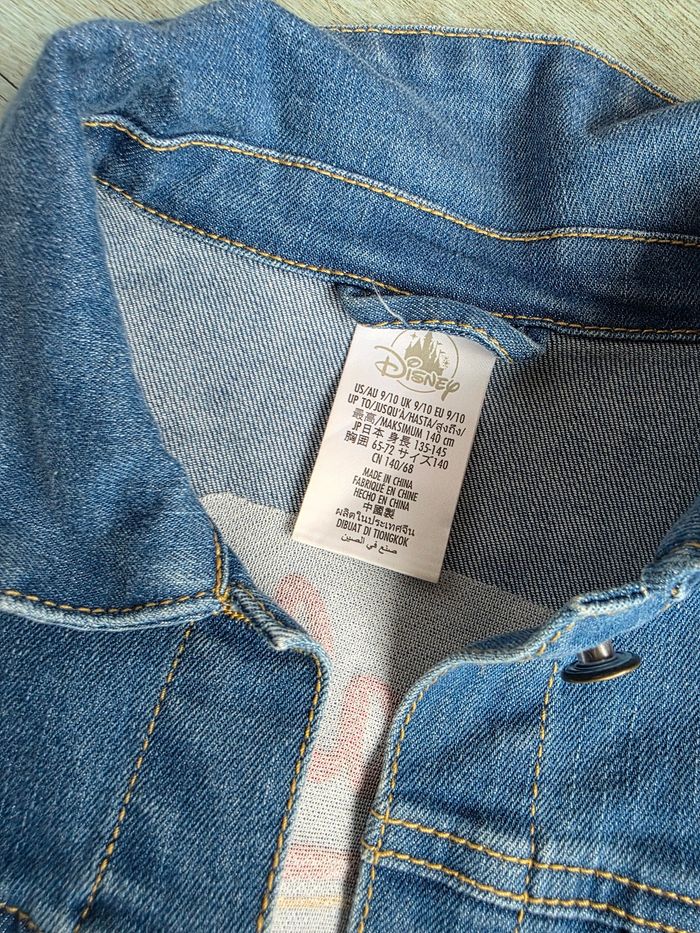 Disney
US/AU 9/10 UK 9/10 EU 9/10
UP TO/JUSQU'À/HASTA/สูงถึง/
最高/MAKSIMUM 140 cm
JP日本 身長 135-145
胸囲 65-72 サイズ140
CN 140/68
MADE IN CHINA
FABRIQUÉ EN CHINE
HECHO EN CHINA
中國製
ผลิตในประเทศจีน
DIBUAT DI TIONGKOK
صنع في الصين